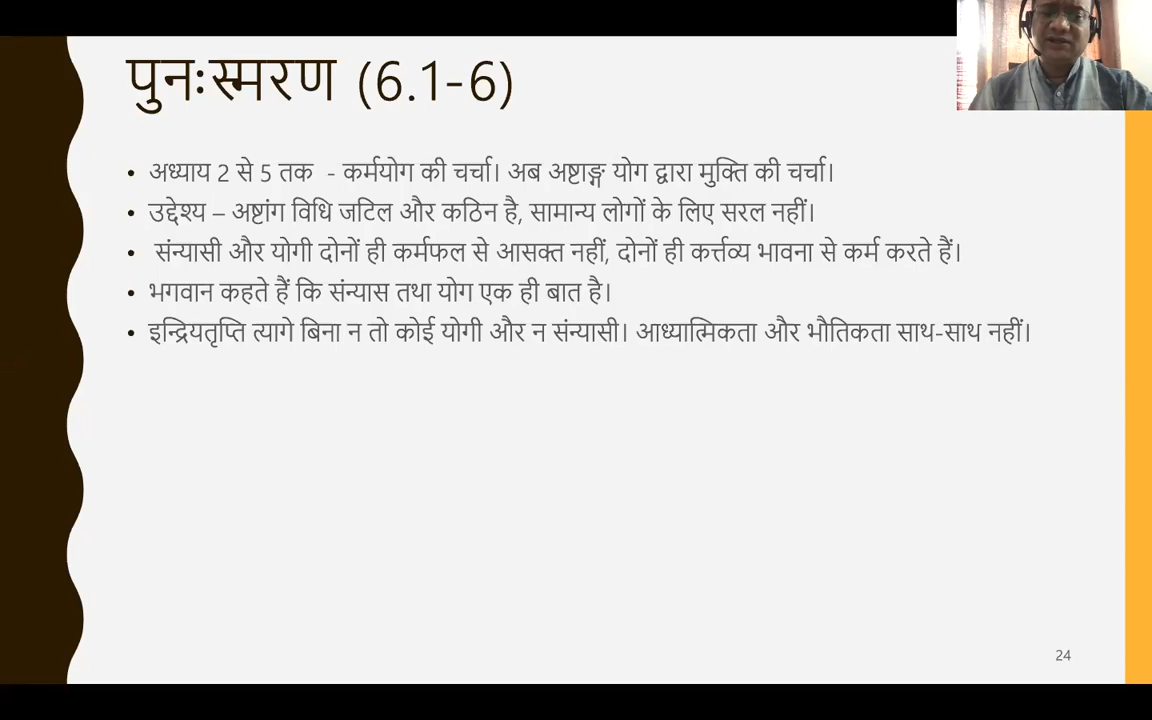 पुनःस्मरण (6.1-6)
• अध्याय 2 से 5 तक - कर्मयोग की चर्चा। अब अष्टाङ्ग योग द्वारा मुक्ति की चर्चा।
• उद्देश्य – अष्टांग विधि जटिल और कठिन है, सामान्य लोगों के लिए सरल नहीं।
• संन्यासी और योगी दोनों ही कर्मफल से आसक्त नहीं, दोनों ही कर्त्तव्य भावना से कर्म करते हैं।
• भगवान कहते हैं कि संन्यास तथा योग एक ही बात है।
• इन्द्रियतृप्ति त्यागे बिना न तो कोई योगी और न संन्यासी। आध्यात्मिकता और भौतिकता साथ-साथ नहीं।
24